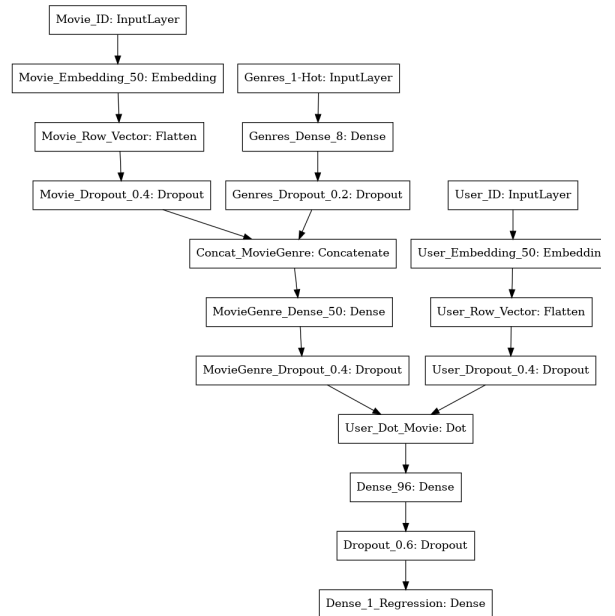 Movie_ID: InputLayer
Movie_Embedding_50: Embedding
Genres_1-Hot: InputLayer
Movie_Row_Vector: Flatten
Genres_Dense_8: Dense
Movie_Dropout_0.4: Dropout
Genres_Dropout_0.2: Dropout
User_ID: InputLayer
Concat_MovieGenre: Concatenate
User_Embedding_50: Embeddin
MovieGenre_Dense_50: Dense
User_Row_Vector: Flatten
MovieGenre_Dropout_0.4: Dropout
User_Dropout_0.4: Dropout
User_Dot_Movie: Dot
Dense_96: Dense
Dropout_0.6: Dropout
Dense_1_Regression: Dense